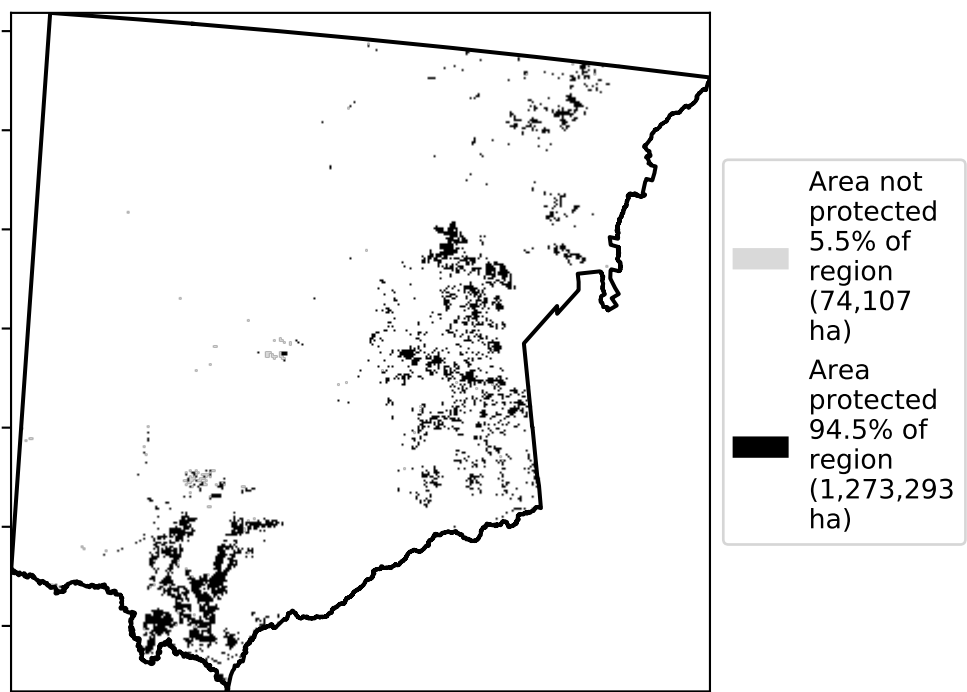 Area not
protected
5.5% of
region
(74,107
ha)
Area
protected
94.5% of
region
(1,273,293
ha)